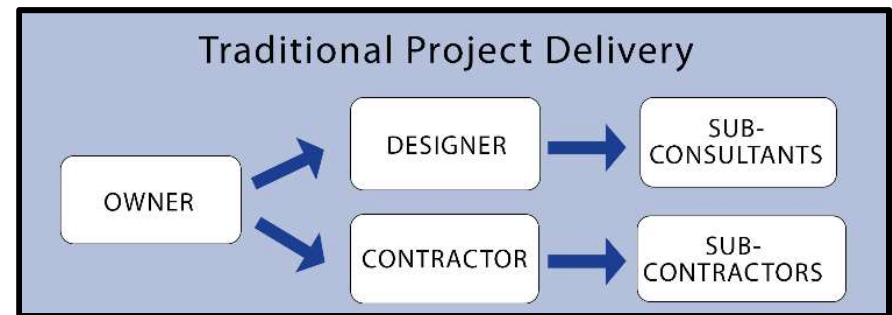 Traditional Project Delivery
OWNER
DESIGNER
SUB-
CONSULTANTS
CONTRACTOR
SUB-
CONTRACTORS